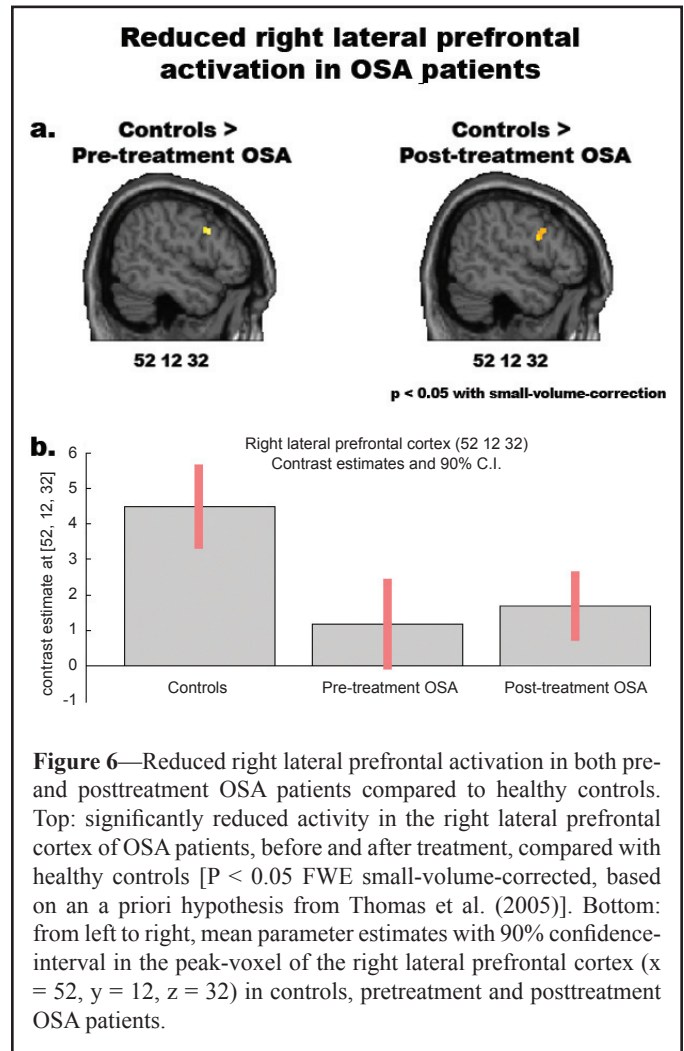 Reduced right lateral prefrontal
activation in OSA patients
a.
Controls >
Pre-treatment OSA
Controls >
Post-treatment OSA
52 12 32
52 12 32
p < 0.05 with small-volume-correction
b.
Right lateral prefrontal cortex (52 12 32)
Contrast estimates and 90% C.I.
contrast estimate at [52, 12, 32]
6
5
4
3
2
1
0
-1
Controls
Pre-treatment OSA
Post-treatment OSA
Figure 6—Reduced right lateral prefrontal activation in both pre-
and posttreatment OSA patients compared to healthy controls.
Top: significantly reduced activity in the right lateral prefrontal
cortex of OSA patients, before and after treatment, compared with
healthy controls [P < 0.05 FWE small-volume-corrected, based
on an a priori hypothesis from Thomas et al. (2005)]. Bottom:
from left to right, mean parameter estimates with 90% confidence-
interval in the peak-voxel of the right lateral prefrontal cortex (x
= 52, y = 12, z = 32) in controls, pretreatment and posttreatment
OSA patients.